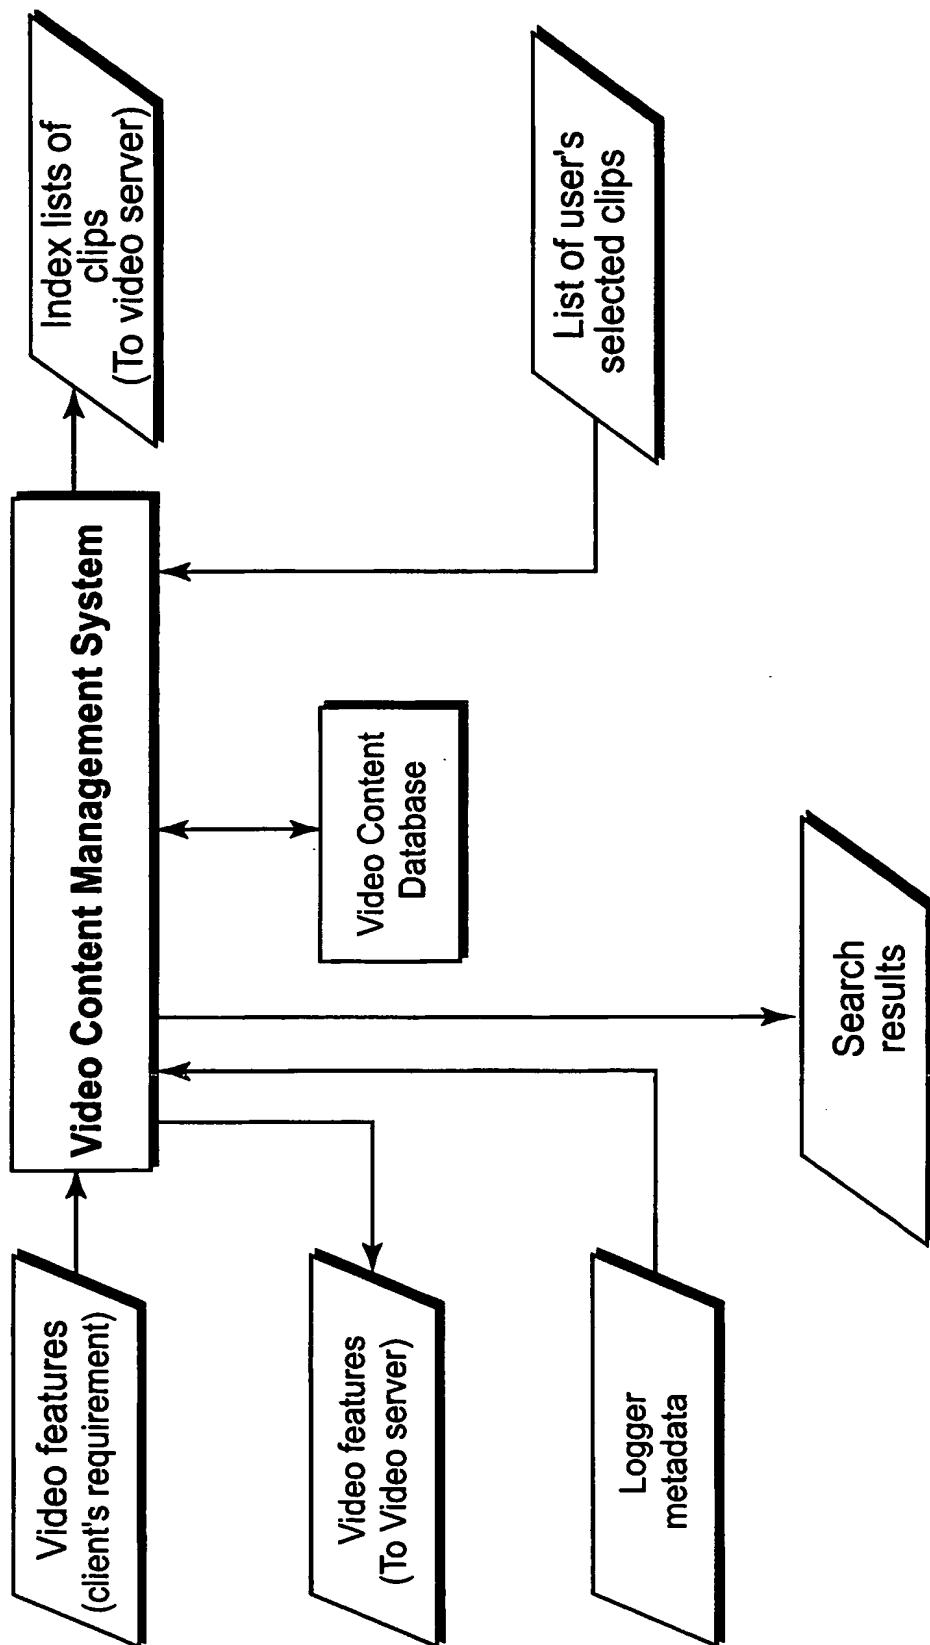 Video features
(client's requirement)
Video Content Management System
Index lists of
clips
(To video server)
Video features
(To Video server)
Video Content
Database
List of user's
selected clips
Logger
metadata
Search
results